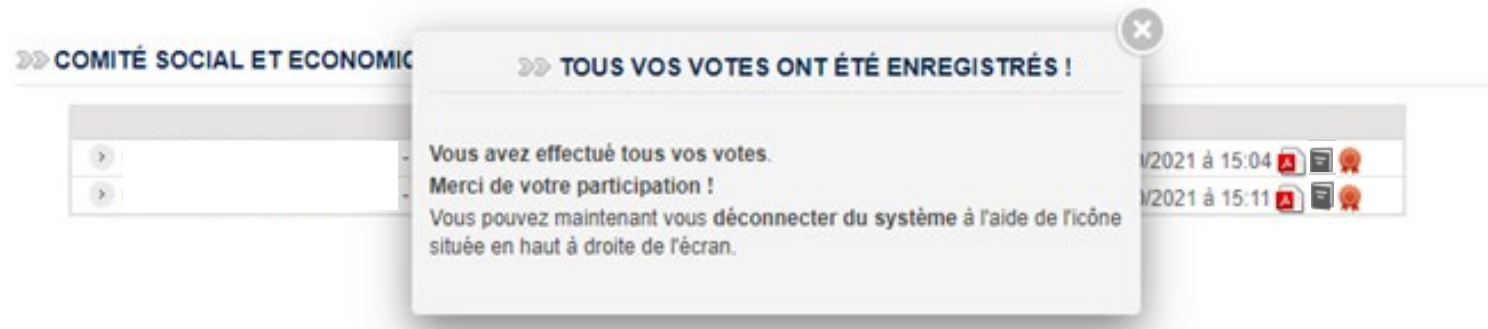 COMITÉ SOCIAL ET ECONOMIC
TOUS VOS VOTES ONT ÉTÉ ENREGISTRÉS !
Vous avez effectué tous vos votes.
Merci de votre participation !
Vous pouvez maintenant vous déconnecter du système à l'aide de l'icône
située en haut à droite de l'écran.
/2021 à 15:04
/2021 à 15:11